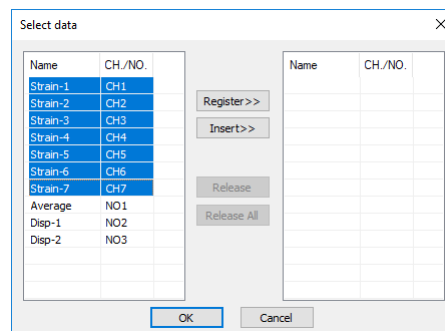 Select data
Name CH./NO.
Strain-1 CH1
Strain-2 CH2
Strain-3 CH3
Strain-4 CH4
Strain-5 CH5
Strain-6 CH6
Strain-7 CH7
Average NO1
Disp-1 NO2
Disp-2 NO3
Register>>
Insert>>
Release
Release All
Name CH./NO.
OK Cancel